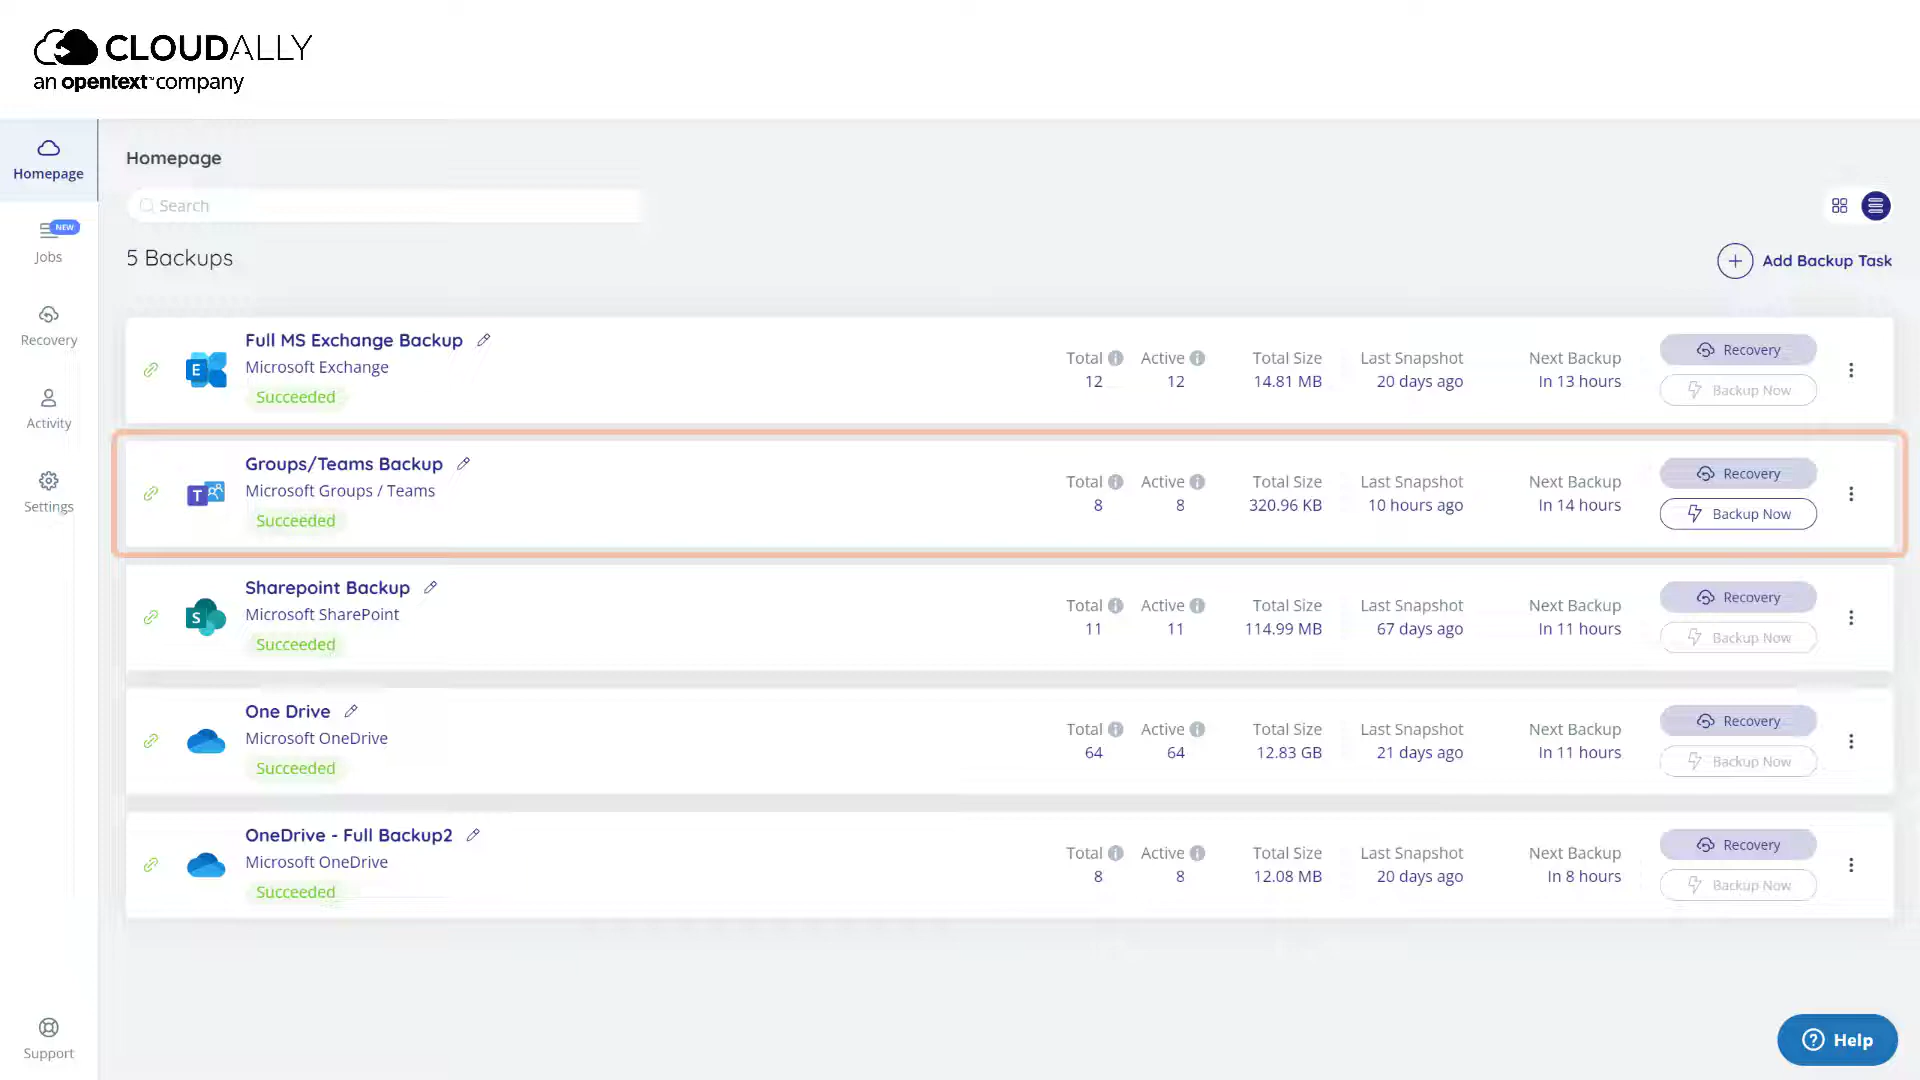 CLOUDALLY
an opentext™ company
Homepage
Jobs
NEW
Recovery
Activity
Settings
Support
Homepage
Search
5 Backups
Add Backup Task
Full MS Exchange Backup
Microsoft Exchange
Succeeded
Total Active Total Size Last Snapshot Next Backup
12 12 14.81 MB 20 days ago In 13 hours
Recovery
Backup Now
Groups/Teams Backup
Microsoft Groups / Teams
Succeeded
Total Active Total Size Last Snapshot Next Backup
8 8 320.96 KB 10 hours ago In 14 hours
Recovery
Backup Now
Sharepoint Backup
Microsoft SharePoint
Succeeded
Total Active Total Size Last Snapshot Next Backup
11 11 114.99 MB 67 days ago In 11 hours
Recovery
Backup Now
One Drive
Microsoft OneDrive
Succeeded
Total Active Total Size Last Snapshot Next Backup
64 64 12.83 GB 21 days ago In 11 hours
Recovery
Backup Now
OneDrive - Full Backup2
Microsoft OneDrive
Succeeded
Total Active Total Size Last Snapshot Next Backup
8 8 12.08 MB 20 days ago In 8 hours
Recovery
Backup Now
Help